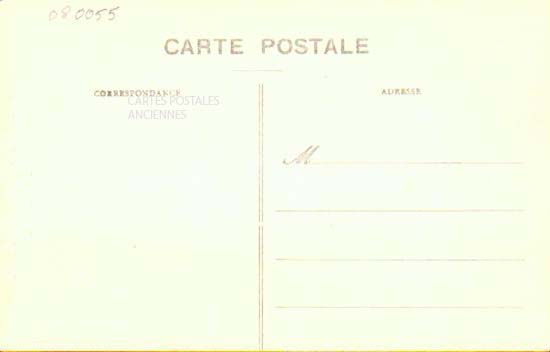 080055
CARTE POSTALE
CORRESPONDANCE
ADRESSE
CARTES POSTALES
ANCIENNES
M